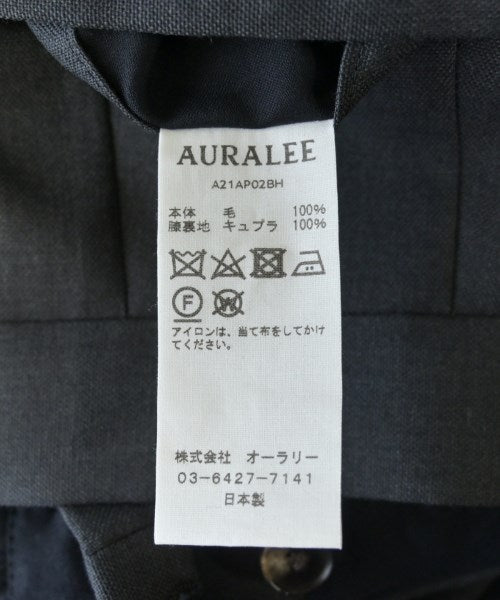 AURALEE
A21AP02BH
本体 毛 100%
膝裏地 キュプラ 100%
F W
アイロンは、当て布をしてかけ
てください。
株式会社 オーラリー
03-6427-7141
日本製